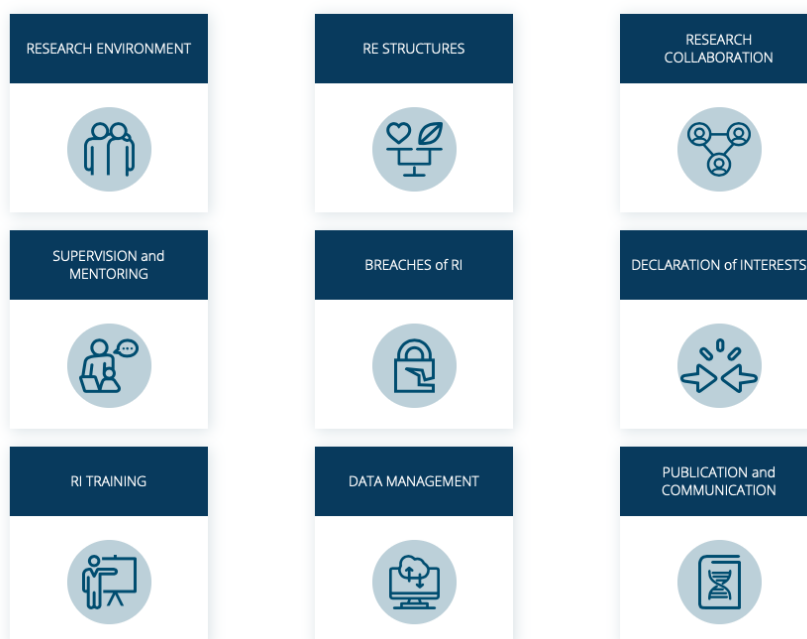 RESEARCH ENVIRONMENT
RE STRUCTURES
RESEARCH
COLLABORATION
SUPERVISION and
MENTORING
BREACHES of RI
DECLARATION of INTERESTS
RI TRAINING
DATA MANAGEMENT
PUBLICATION and
COMMUNICATION